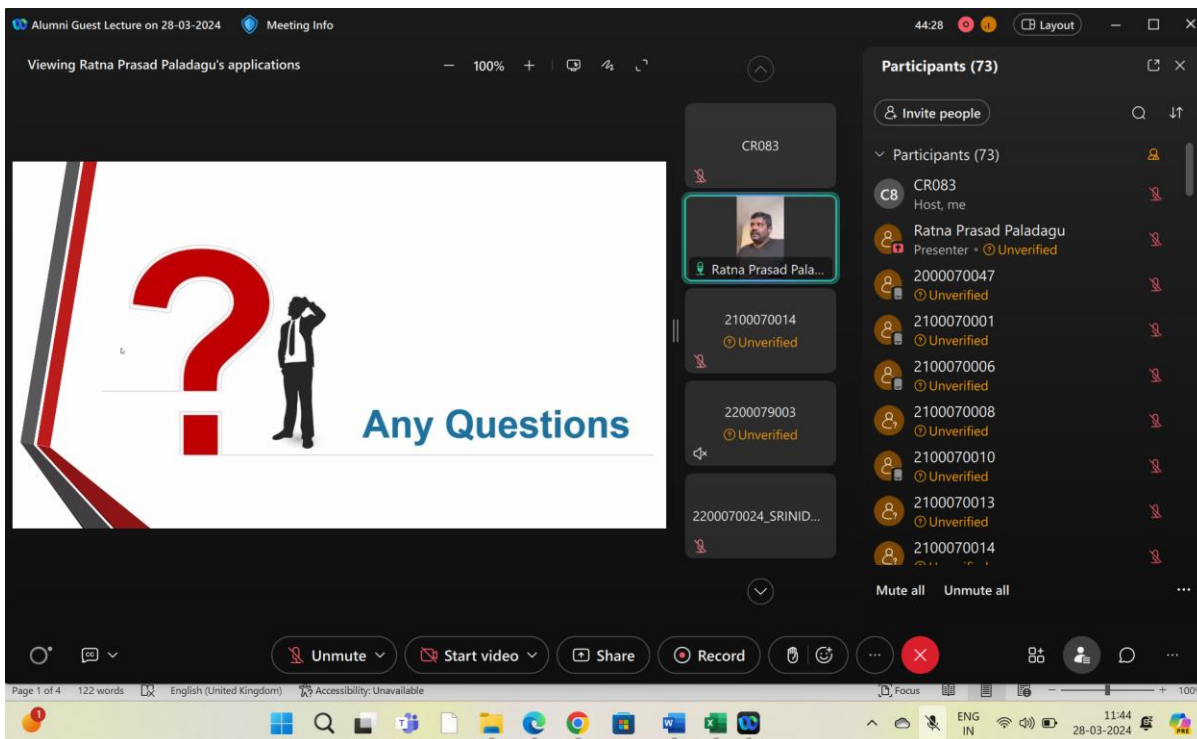 Alumni Guest Lecture on 28-03-2024
Meeting Info
44:28
Layout
Viewing Ratna Prasad Paladagu's applications
100%
Any Questions
CR083
Ratna Prasad Pala...
2100070014
Unverified
2200079003
Unverified
2200070024_SRINID...
Participants (73)
Invite people
Participants (73)
C8
CR083
Host, me
Ratna Prasad Paladagu
Presenter • Unverified
2000070047
Unverified
2100070001
Unverified
2100070006
Unverified
2100070008
Unverified
2100070010
Unverified
2100070013
Unverified
2100070014
Mute all Unmute all
CC
Unmute
Start video
Share
Record
Page 1 of 4 122 words English (United Kingdom) Accessibility: Unavailable
Focus
1
ENG
IN
11:44
28-03-2024
PRE